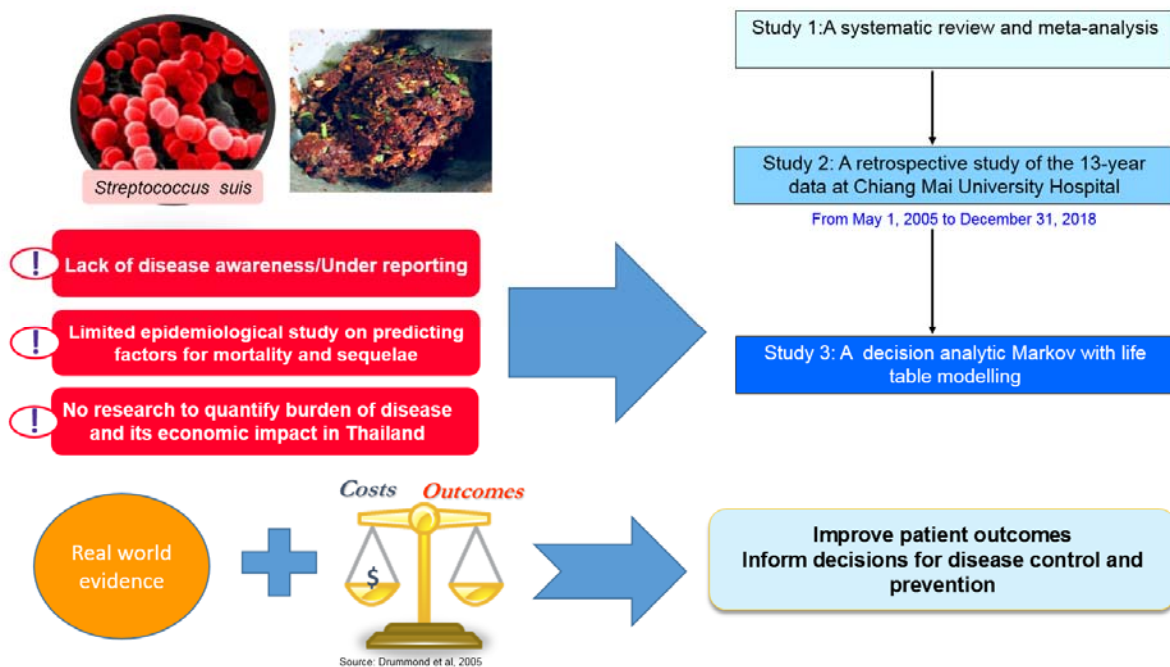 Streptococcus suis
! Lack of disease awareness/Under reporting
! Limited epidemiological study on predicting
factors for mortality and sequelae
! No research to quantify burden of disease
and its economic impact in Thailand
Study 1:A systematic review and meta-analysis
Study 2: A retrospective study of the 13-year
data at Chiang Mai University Hospital
From May 1, 2005 to December 31, 2018
Study 3: A decision analytic Markov with life
table modelling
Real world
evidence
Costs Outcomes
$
Source: Drummond et al, 2005
Improve patient outcomes
Inform decisions for disease control and
prevention